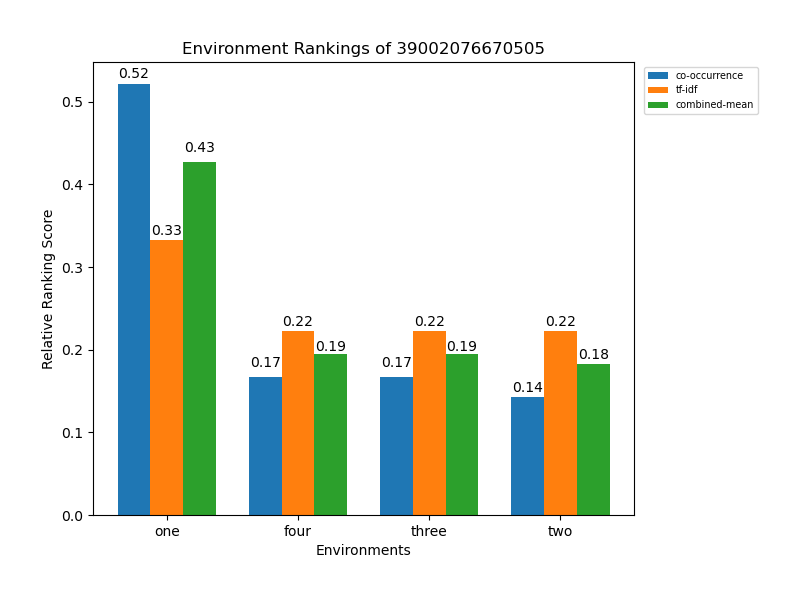 Environment Rankings of 39002076670505
co-occurrence
tf-idf
combined-mean
Relative Ranking Score
0.5
0.4
0.3
0.2
0.1
0.0
0.52
0.33
0.43
0.17
0.22
0.19
0.17
0.22
0.19
0.14
0.22
0.18
one four three two
Environments